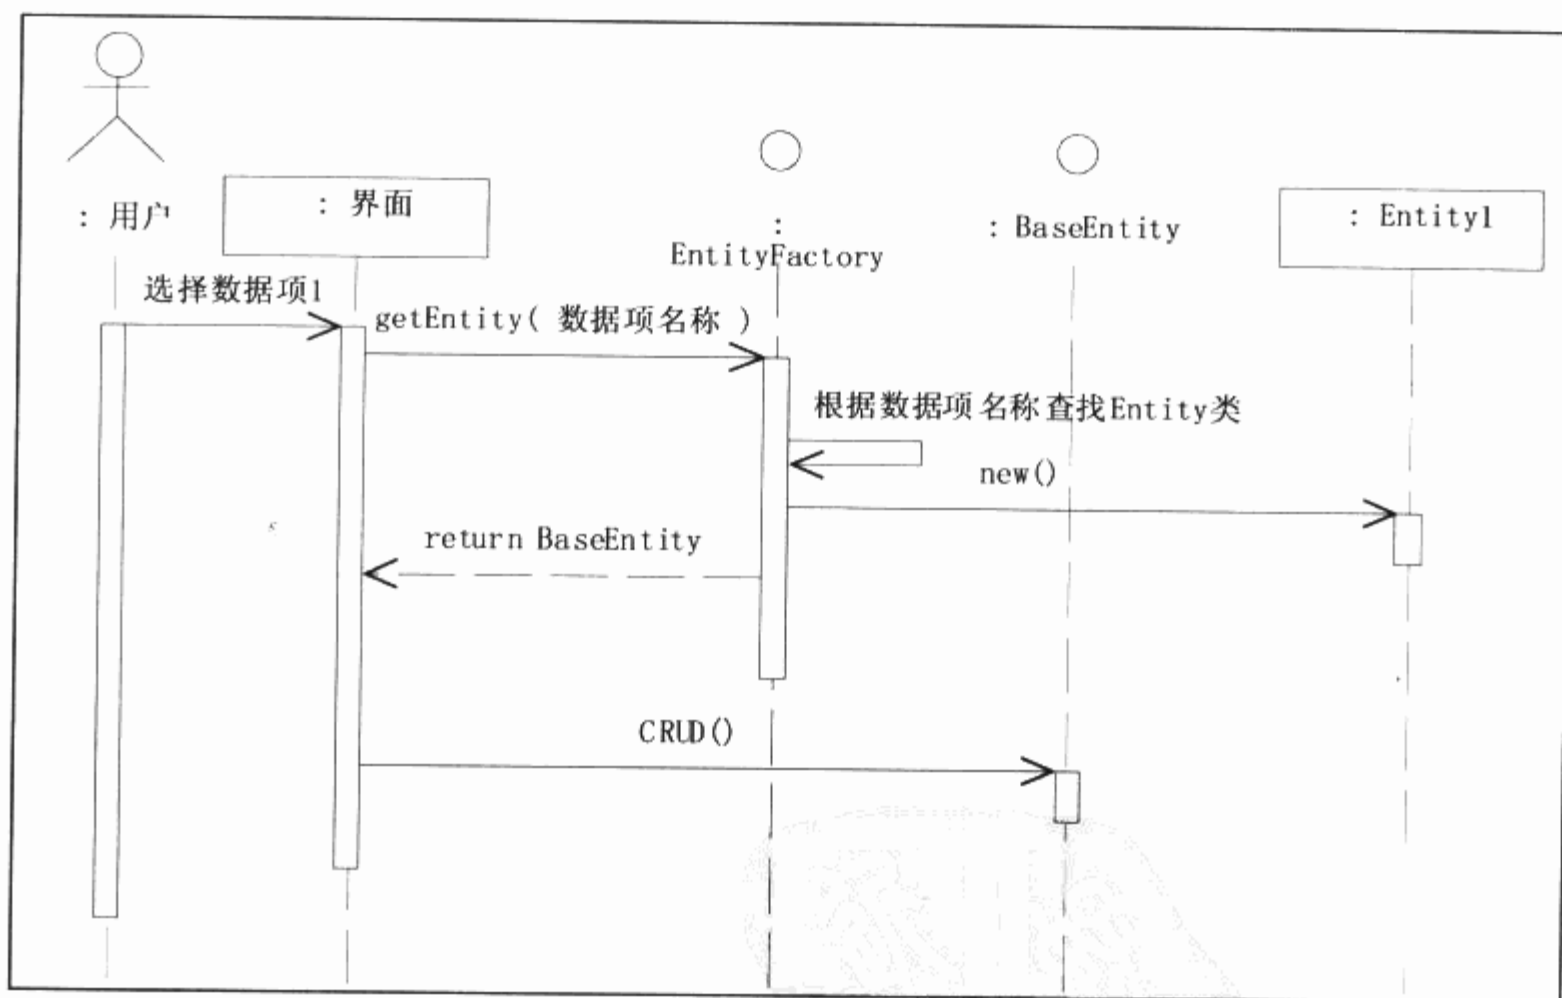 : 用户
: 界面
:
EntityFactory
: BaseEntity
: Entity1
选择数据项1
getEntity( 数据项名称 )
根据数据项名称查找Entity类
new()
return BaseEntity
CRUD()